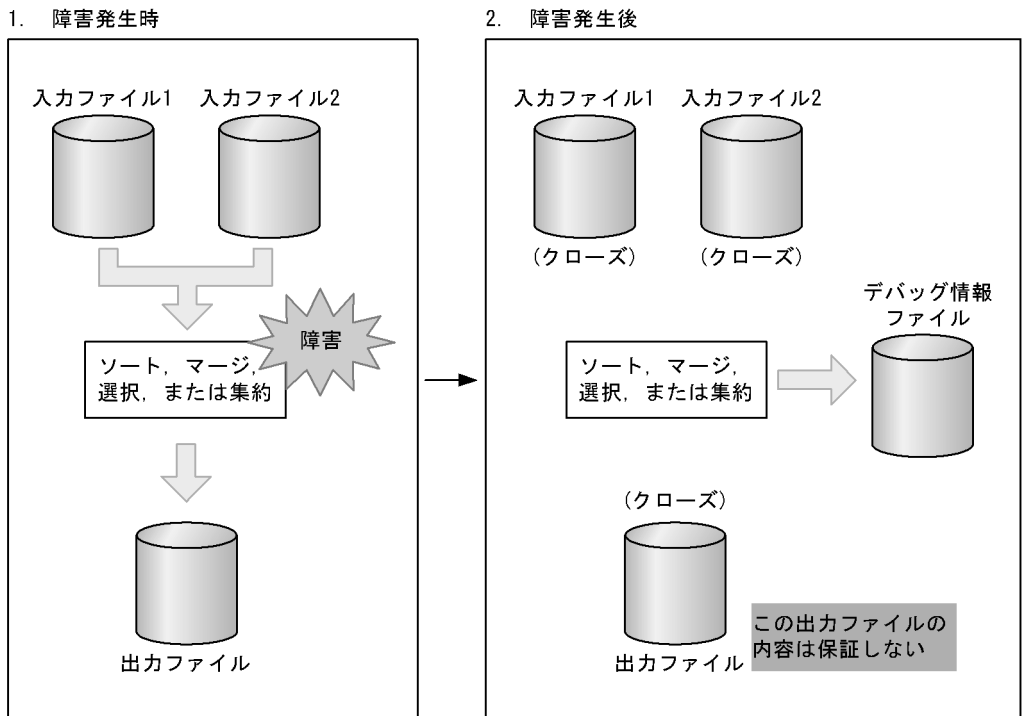 1. 障害発生時
入力ファイル1
入力ファイル2
障害
ソート，マージ，
選択，または集約
出力ファイル
2. 障害発生後
入力ファイル1
入力ファイル2
(クローズ)
(クローズ)
デバッグ情報
ファイル
ソート，マージ，
選択，または集約
(クローズ)
出力ファイル
この出力ファイルの
内容は保証しない